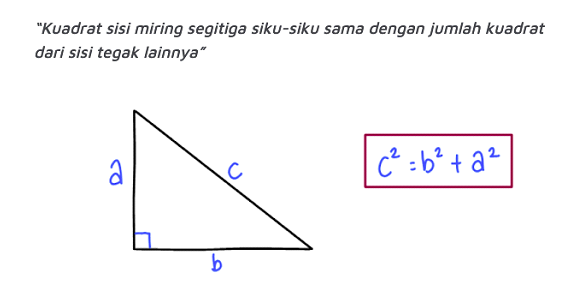 "Kuadrat sisi miring segitiga siku-siku sama dengan jumlah kuadrat
dari sisi tegak lainnya"
a
c
c² = b² + a²
b